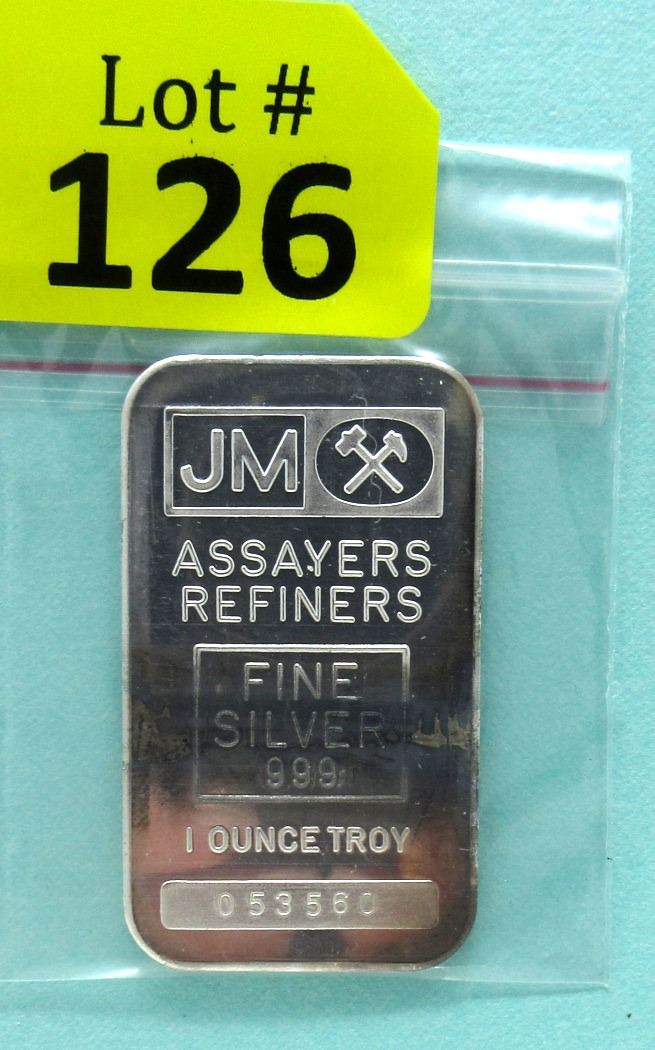 Lot #
126
JM
ASSAYERS
REFINERS
FINE
SILVER
999
1 OUNCE TROY
053560